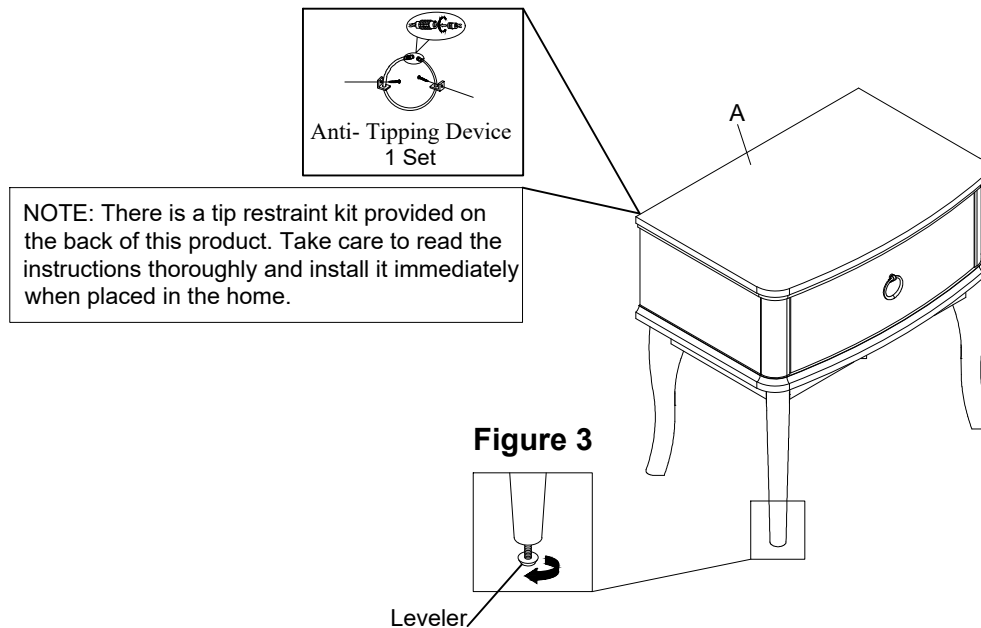 Anti- Tipping Device
1 Set
A
NOTE: There is a tip restraint kit provided on
the back of this product. Take care to read the
instructions thoroughly and install it immediately
when placed in the home.
Figure 3
Leveler